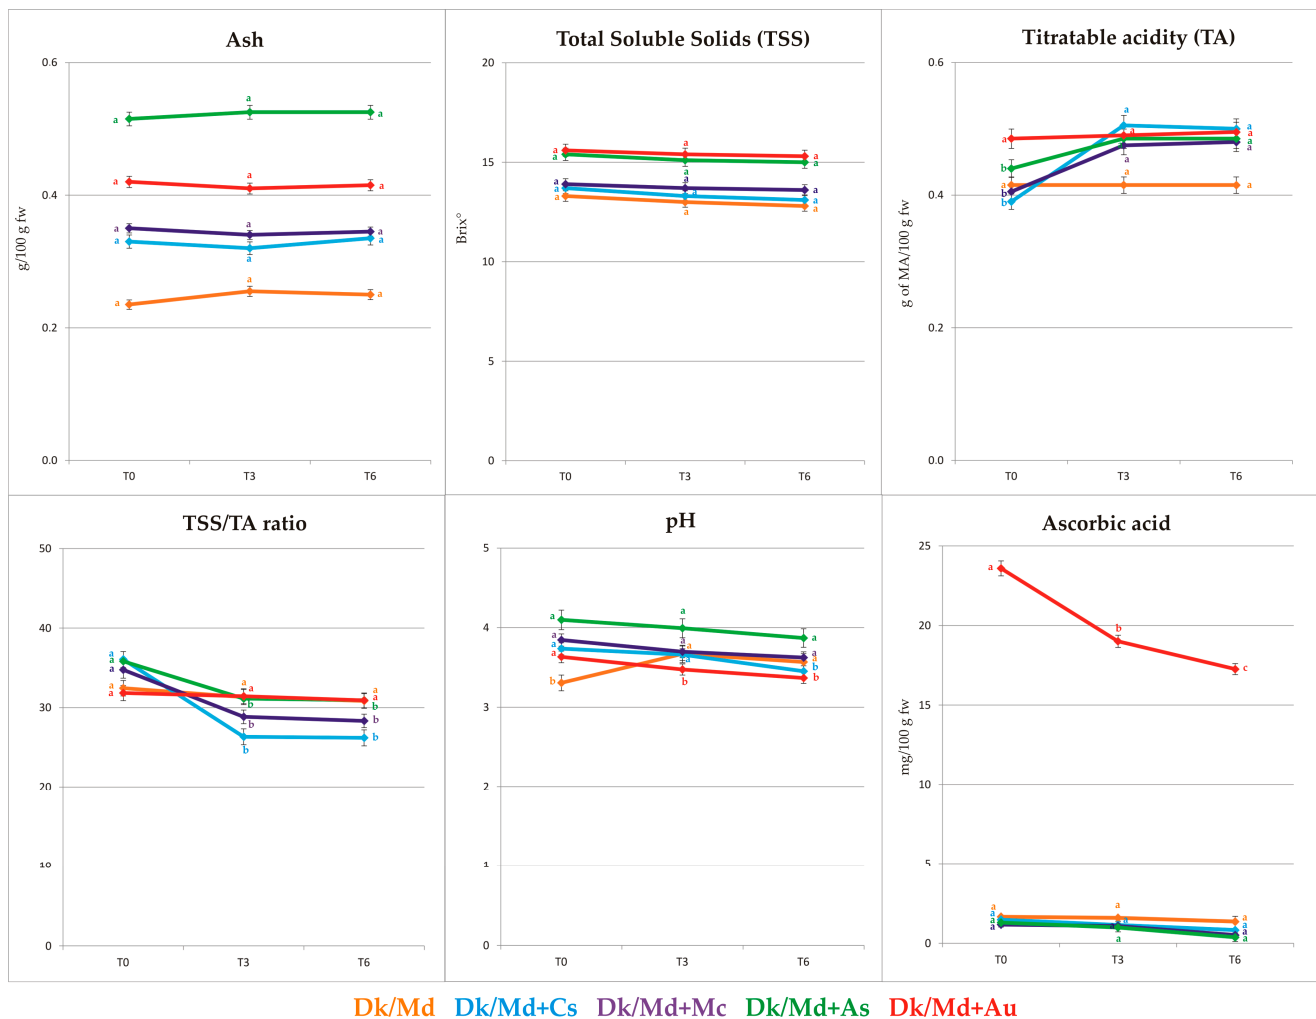 Ash
Total Soluble Solids (TSS)
Titratable acidity (TA)
0.6
0.4
0.2
0.0
g/100 g fw
a a a
a a a
a a a
a a a
a a a
T0 T3 T6
20
15
10
5
0
Brix°
a a a
a a a
a a a
a a a
a a a
T0 T3 T6
0.6
0.4
0.2
0.0
g of MA/100 g fw
a a a
b a a
a a a
b a a
b a
T0 T3 T6
TSS/TA ratio
pH
Ascorbic acid
50
40
30
20
10
0
a a a
a a a
a b b
a b b
a b b
T0 T3 T6
5
4
3
2
1
0
a a a
a a a
a a a
a b b
b a b
T0 T3 T6
25
20
15
10
5
0
mg/100 g fw
a b c
a a a
a a a
a a a
a a
T0 T3 T6
Dk/Md Dk/Md+Cs Dk/Md+Mc Dk/Md+As Dk/Md+Au